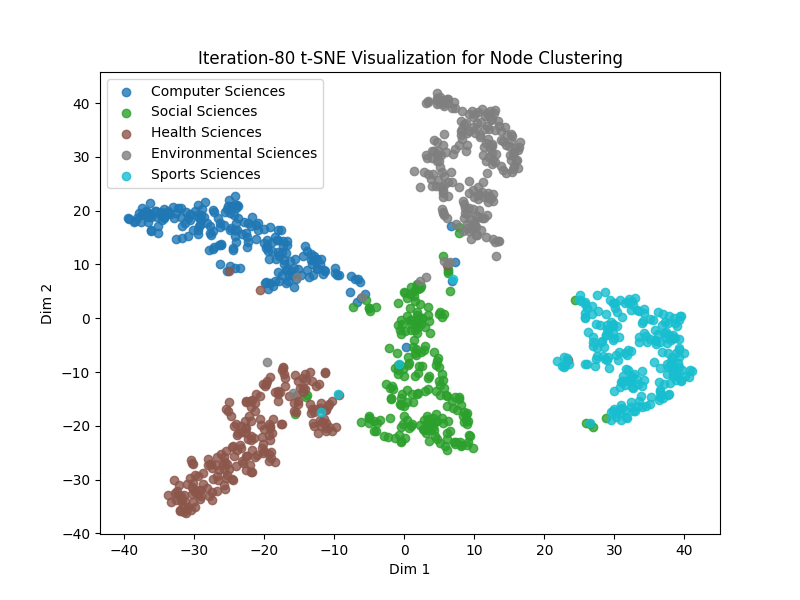 Iteration-80 t-SNE Visualization for Node Clustering
Computer Sciences
Social Sciences
Health Sciences
Environmental Sciences
Sports Sciences
40
30
20
10
0
−10
−20
−30
−40
Dim 2
−40 −30 −20 −10 0 10 20 30 40
Dim 1